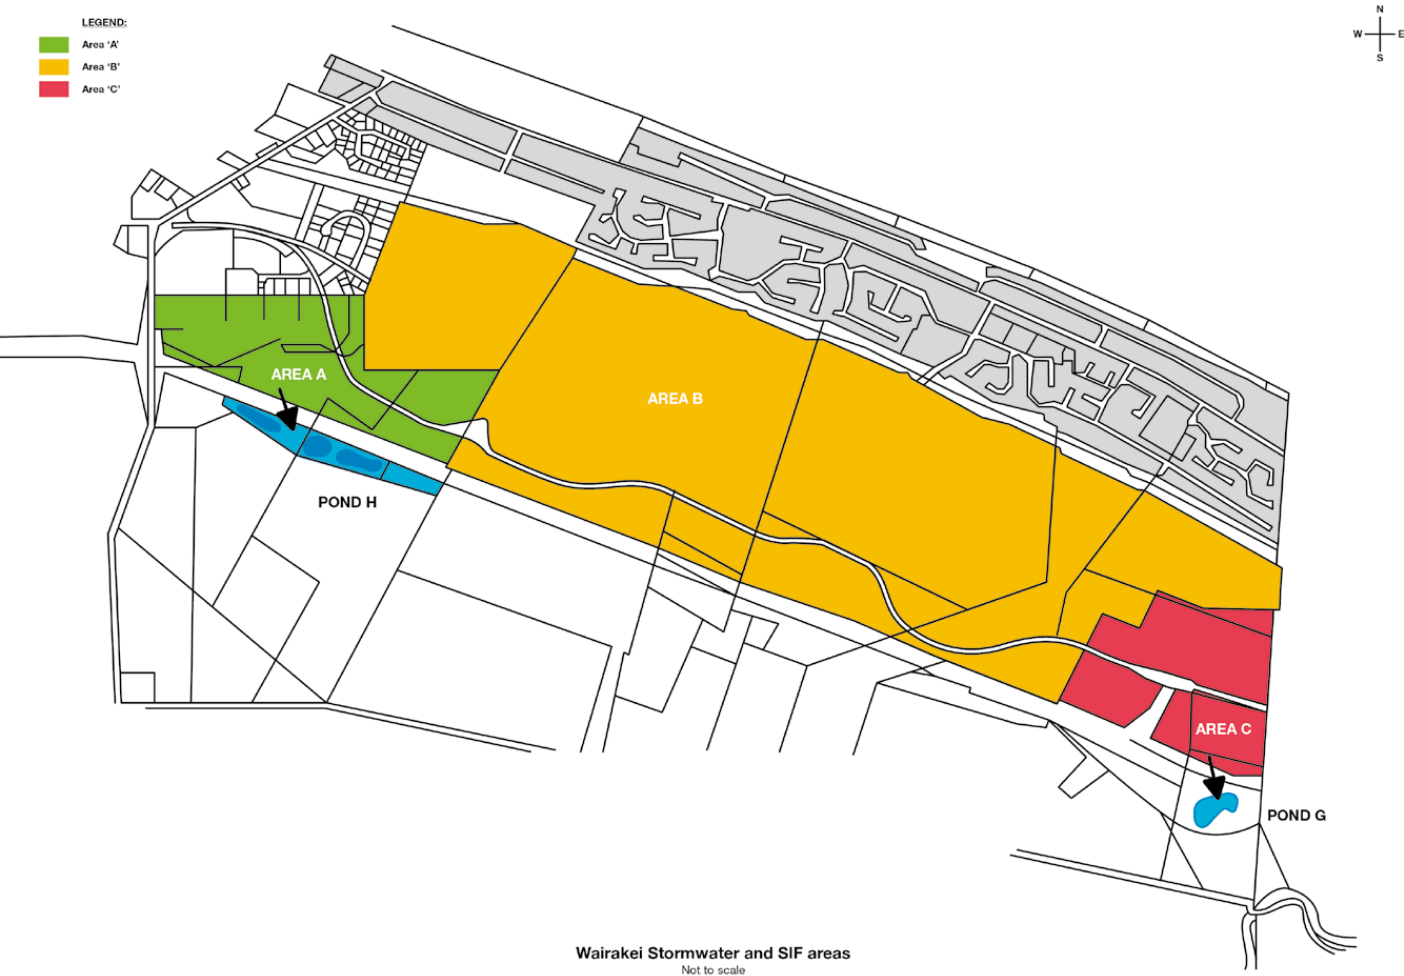 LEGEND:
Area ‘A’
Area ‘B’
Area ‘C’
N
W E
S
AREA A
AREA B
POND H
AREA C
POND G
Wairakei Stormwater and SIF areas
Not to scale